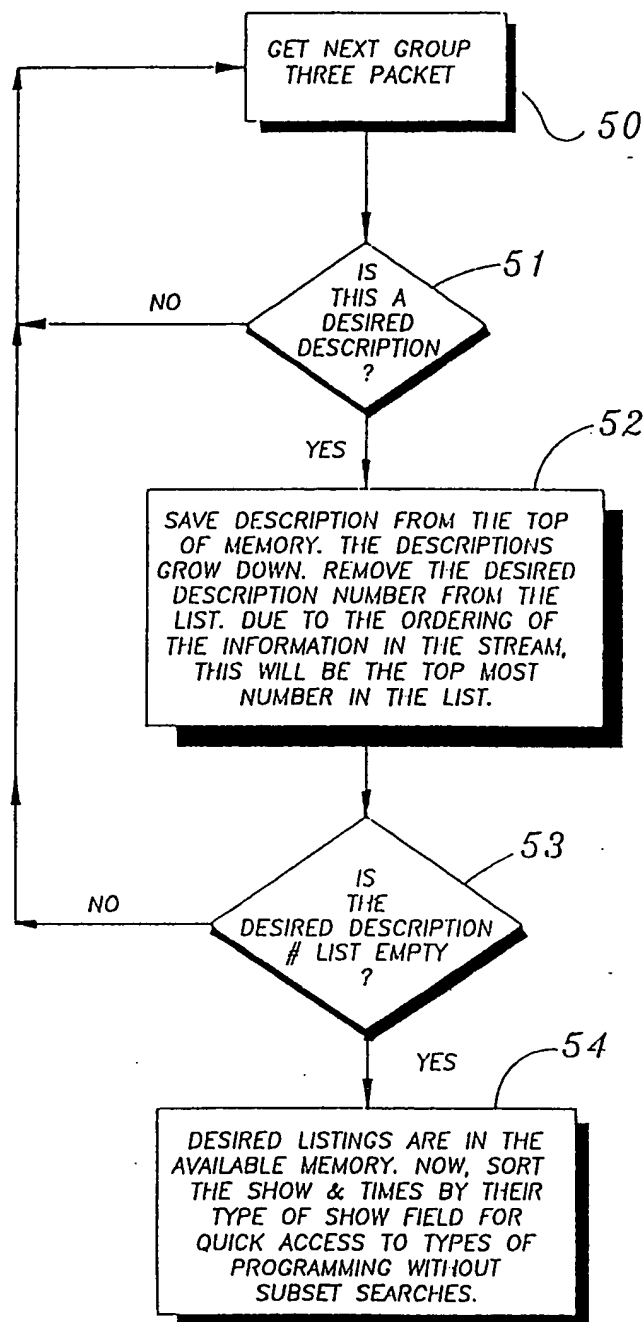 GET NEXT GROUP
THREE PACKET
50
IS
THIS A
DESIRED
DESCRIPTION
?
51
NO
YES
52
SAVE DESCRIPTION FROM THE TOP
OF MEMORY. THE DESCRIPTIONS
GROW DOWN. REMOVE THE DESIRED
DESCRIPTION NUMBER FROM THE
LIST. DUE TO THE ORDERING OF
THE INFORMATION IN THE STREAM,
THIS WILL BE THE TOP MOST
NUMBER IN THE LIST.
53
IS
THE
DESIRED DESCRIPTION
# LIST EMPTY
?
NO
YES
54
DESIRED LISTINGS ARE IN THE
AVAILABLE MEMORY. NOW, SORT
THE SHOW & TIMES BY THEIR
TYPE OF SHOW FIELD FOR
QUICK ACCESS TO TYPES OF
PROGRAMMING WITHOUT
SUBSET SEARCHES.